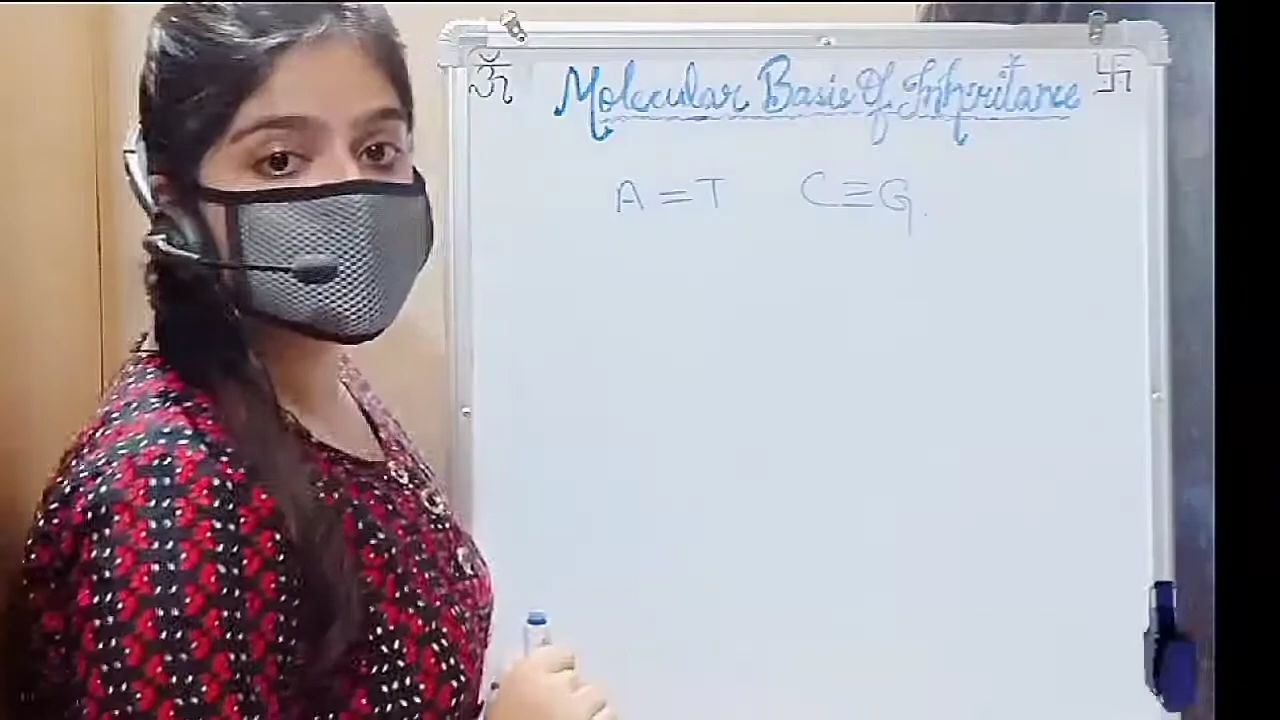 ॐ Molecular Basis Of Inheritance 卐
A = T C ≡ G